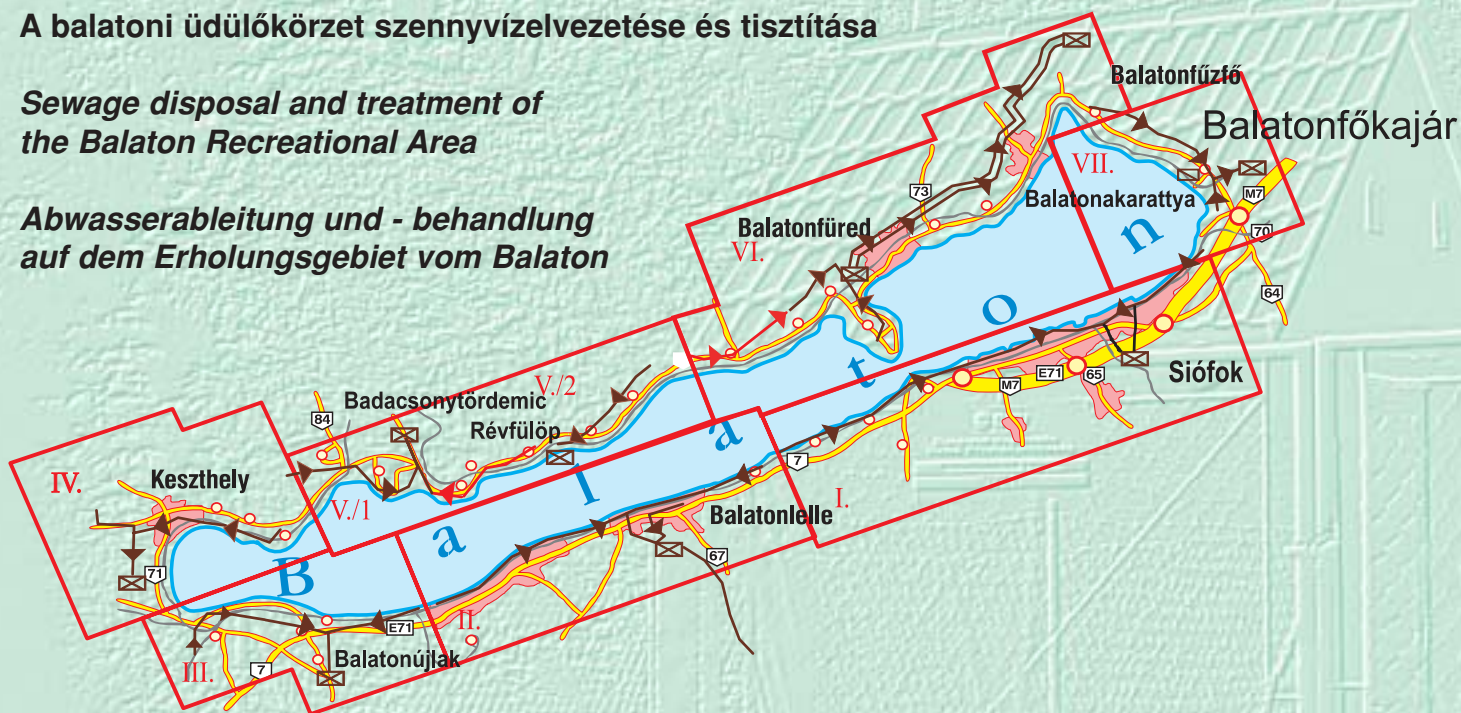 A balatoni üdülőkörzet szennyvízelvezetése és tisztítása
Sewage disposal and treatment of
the Balaton Recreational Area
Abwasserableitung und - behandlung
auf dem Erholungsgebiet vom Balaton
Balatonfűzfő
Balatonfőkajár
VII.
73
Balatonakarattya
M7
Balatonfüred
VI.
70
64
Siófok
E71
M7
65
V./2
Badacsonytördemic
84
Révfülöp
7
I.
IV.
Keszthely
V./1
Balatonlelle
67
71
Balaton
E71
II.
Balatonújlak
III.
7